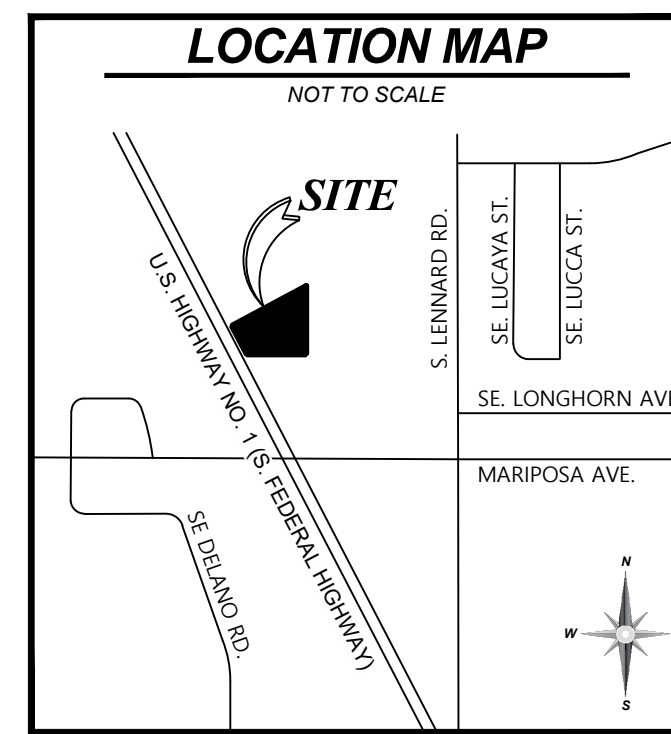 LOCATION MAP
NOT TO SCALE
SITE
U.S. HIGHWAY NO. 1 (S. FEDERAL HIGHWAY)
S. LENNARD RD.
SE. LUCAYA ST.
SE. LUCCA ST.
SE. LONGHORN AVE
MARIPOSA AVE.
SE DELANO RD.
N
W
S